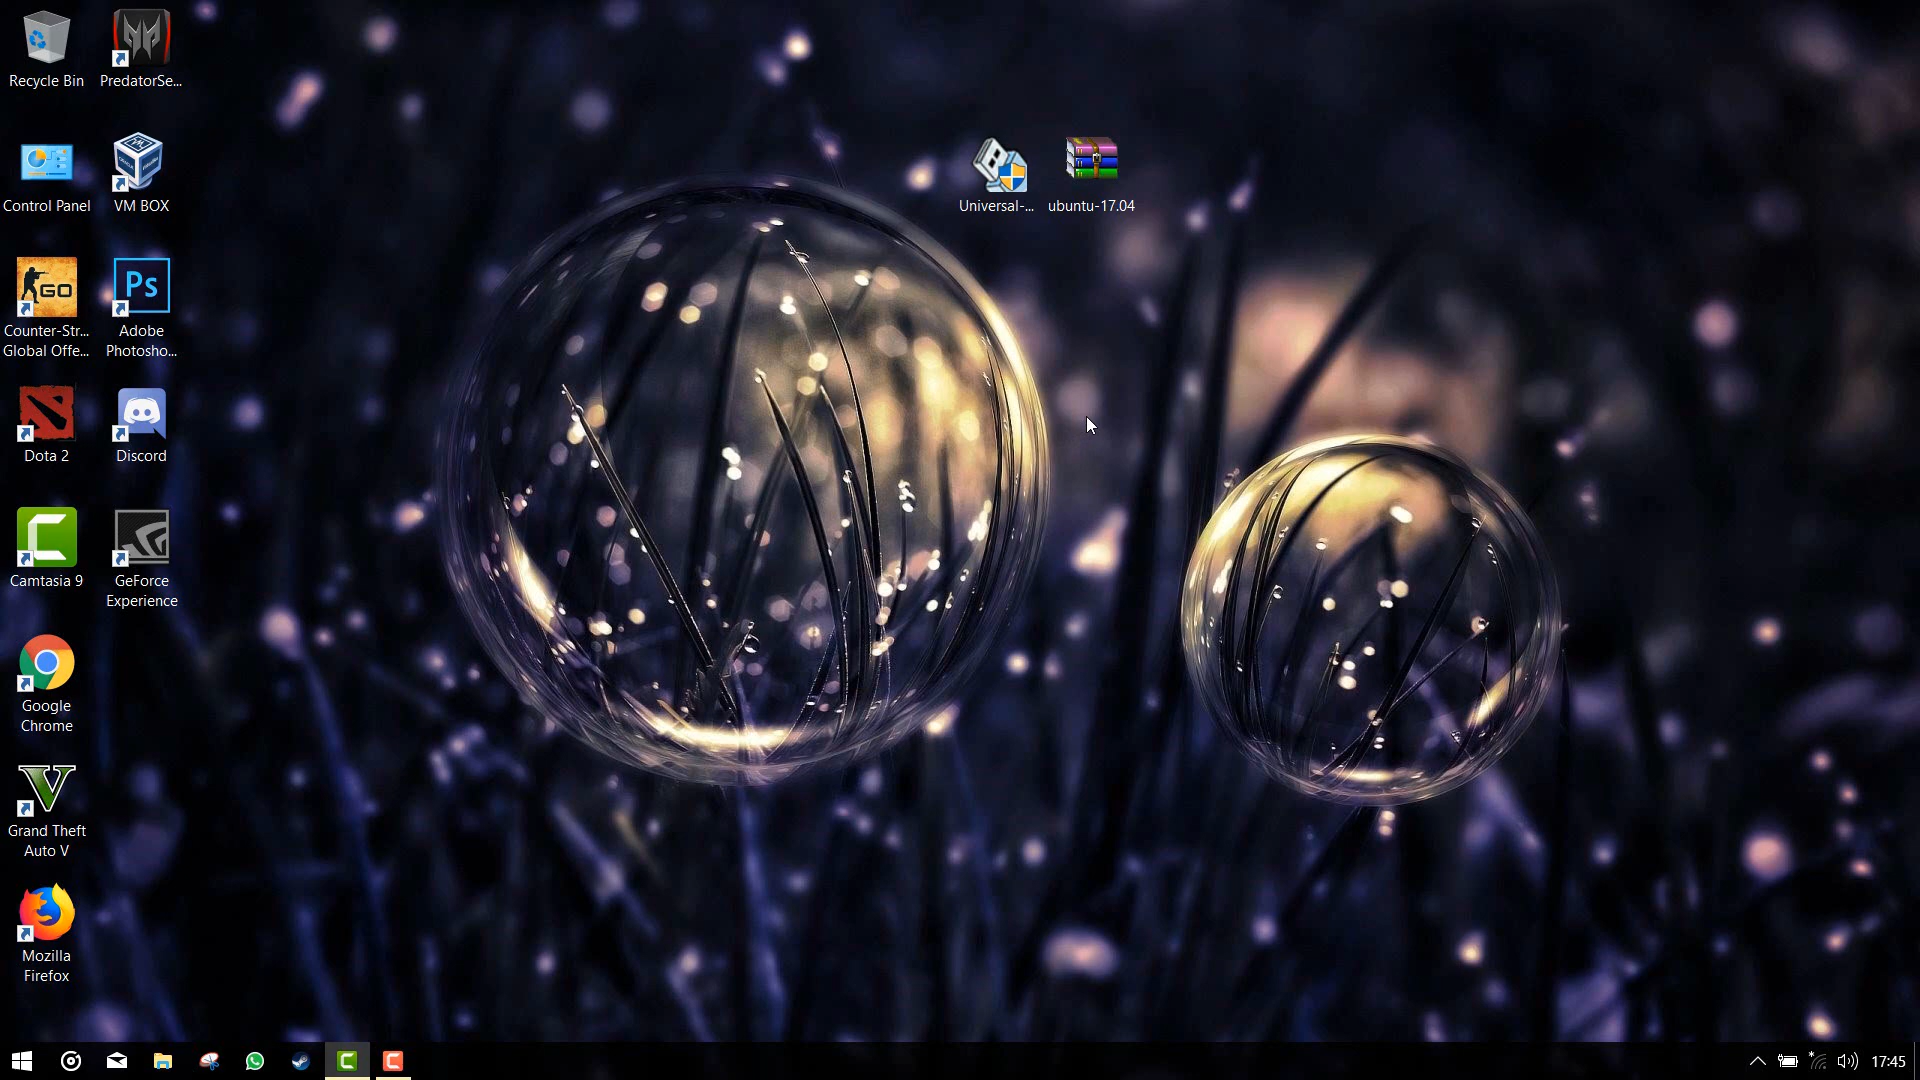 Recycle Bin
PredatorSe...
Control Panel
VM BOX
Universal-...
ubuntu-17.04
GO
Counter-Str...
Global Offe...
Ps
Adobe
Photosho...
Dota 2
Discord
Camtasia 9
GeForce
Experience
Google
Chrome
V
Grand Theft
Auto V
Mozilla
Firefox
17:45